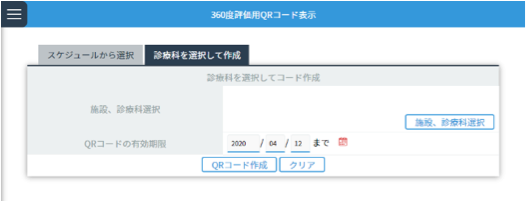 360度評価用QRコード表示
スケジュールから選択 診療科を選択して作成
診療科を選択してコード作成
施設、診療科選択
施設、診療科選択
QRコードの有効期限 2020 / 04 / 12 まで
QRコード作成 クリア